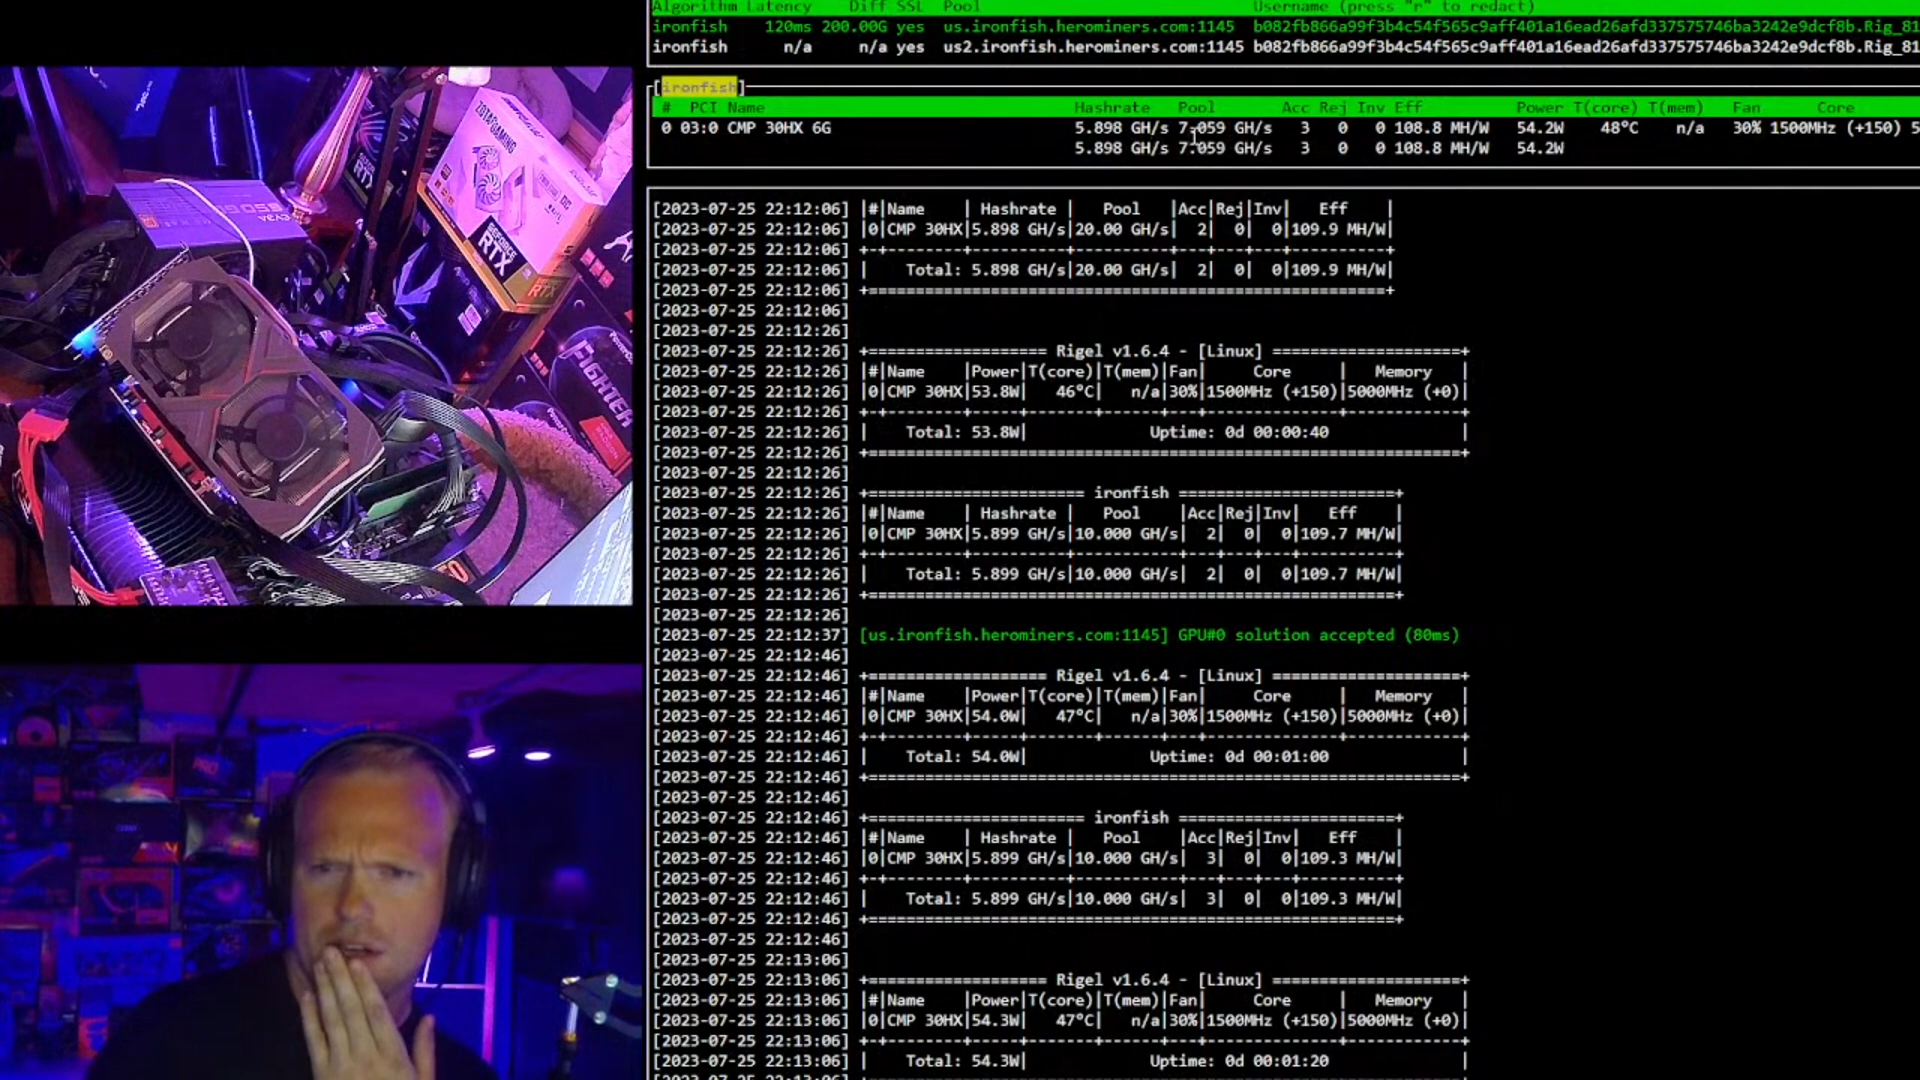 Algorithm Latency Diff SSL Pool Username (press "r" to redact)
ironfish 120ms 200.00G yes us.ironfish.herominers.com:1145 b082fb866a99f3b4c54f565c9aff401a16ead26afd337575746ba3242e9dcf8b.Rig_81
ironfish n/a n/a yes us2.ironfish.herominers.com:1145 b082fb866a99f3b4c54f565c9aff401a16ead26afd337575746ba3242e9dcf8b.Rig_81
[ironfish]
# PCI Name Hashrate Pool Acc Rej Inv Eff Power T(core) T(mem) Fan Core
0 03:0 CMP 30HX 6G 5.898 GH/s 7.059 GH/s 3 0 0 108.8 MH/W 54.2W 48°C n/a 30% 1500MHz (+150) 5
5.898 GH/s 7.059 GH/s 3 0 0 108.8 MH/W 54.2W
[2023-07-25 22:12:06] |#|Name | Hashrate | Pool |Acc|Rej|Inv| Eff |
[2023-07-25 22:12:06] |0|CMP 30HX|5.898 GH/s|20.00 GH/s| 2| 0| 0|109.9 MH/W|
[2023-07-25 22:12:06] +-+--------+----------+----------+---+---+---+----------+
[2023-07-25 22:12:06] | Total: 5.898 GH/s|20.00 GH/s| 2| 0| 0|109.9 MH/W|
[2023-07-25 22:12:06] +=====================================================+
[2023-07-25 22:12:06]
[2023-07-25 22:12:26]
[2023-07-25 22:12:26] +=================== Rigel v1.6.4 - [Linux] ====================+
[2023-07-25 22:12:26] |#|Name |Power|T(core)|T(mem)|Fan| Core | Memory |
[2023-07-25 22:12:26] |0|CMP 30HX|53.8W| 46°C| n/a|30%|1500MHz (+150)|5000MHz (+0)|
[2023-07-25 22:12:26] +-+--------+-----+-------+------+---+--------------+------------+
[2023-07-25 22:12:26] | Total: 53.8W| Uptime: 0d 00:00:40 |
[2023-07-25 22:12:26] +===============================================================+
[2023-07-25 22:12:26]
[2023-07-25 22:12:26] +======================= ironfish ========================+
[2023-07-25 22:12:26] |#|Name | Hashrate | Pool |Acc|Rej|Inv| Eff |
[2023-07-25 22:12:26] |0|CMP 30HX|5.899 GH/s|10.000 GH/s| 2| 0| 0|109.7 MH/W|
[2023-07-25 22:12:26] +-+--------+----------+-----------+---+---+---+----------+
[2023-07-25 22:12:26] | Total: 5.899 GH/s|10.000 GH/s| 2| 0| 0|109.7 MH/W|
[2023-07-25 22:12:26] +======================================================+
[2023-07-25 22:12:26]
[2023-07-25 22:12:37] [us.ironfish.herominers.com:1145] GPU#0 solution accepted (80ms)
[2023-07-25 22:12:46]
[2023-07-25 22:12:46] +=================== Rigel v1.6.4 - [Linux] ====================+
[2023-07-25 22:12:46] |#|Name |Power|T(core)|T(mem)|Fan| Core | Memory |
[2023-07-25 22:12:46] |0|CMP 30HX|54.0W| 47°C| n/a|30%|1500MHz (+150)|5000MHz (+0)|
[2023-07-25 22:12:46] +-+--------+-----+-------+------+---+--------------+------------+
[2023-07-25 22:12:46] | Total: 54.0W| Uptime: 0d 00:01:00 |
[2023-07-25 22:12:46] +===============================================================+
[2023-07-25 22:12:46]
[2023-07-25 22:12:46] +======================= ironfish ========================+
[2023-07-25 22:12:46] |#|Name | Hashrate | Pool |Acc|Rej|Inv| Eff |
[2023-07-25 22:12:46] |0|CMP 30HX|5.899 GH/s|10.000 GH/s| 3| 0| 0|109.3 MH/W|
[2023-07-25 22:12:46] +-+--------+----------+-----------+---+---+---+----------+
[2023-07-25 22:12:46] | Total: 5.899 GH/s|10.000 GH/s| 3| 0| 0|109.3 MH/W|
[2023-07-25 22:12:46] +======================================================+
[2023-07-25 22:12:46]
[2023-07-25 22:13:06]
[2023-07-25 22:13:06] +=================== Rigel v1.6.4 - [Linux] ====================+
[2023-07-25 22:13:06] |#|Name |Power|T(core)|T(mem)|Fan| Core | Memory |
[2023-07-25 22:13:06] |0|CMP 30HX|54.3W| 47°C| n/a|30%|1500MHz (+150)|5000MHz (+0)|
[2023-07-25 22:13:06] +-+--------+-----+-------+------+---+--------------+------------+
[2023-07-25 22:13:06] | Total: 54.3W| Uptime: 0d 00:01:20 |
ZOTAC GAMING
GEFORCE
RTX
RTX
RTX
EVGA
FIGHTER
PRO